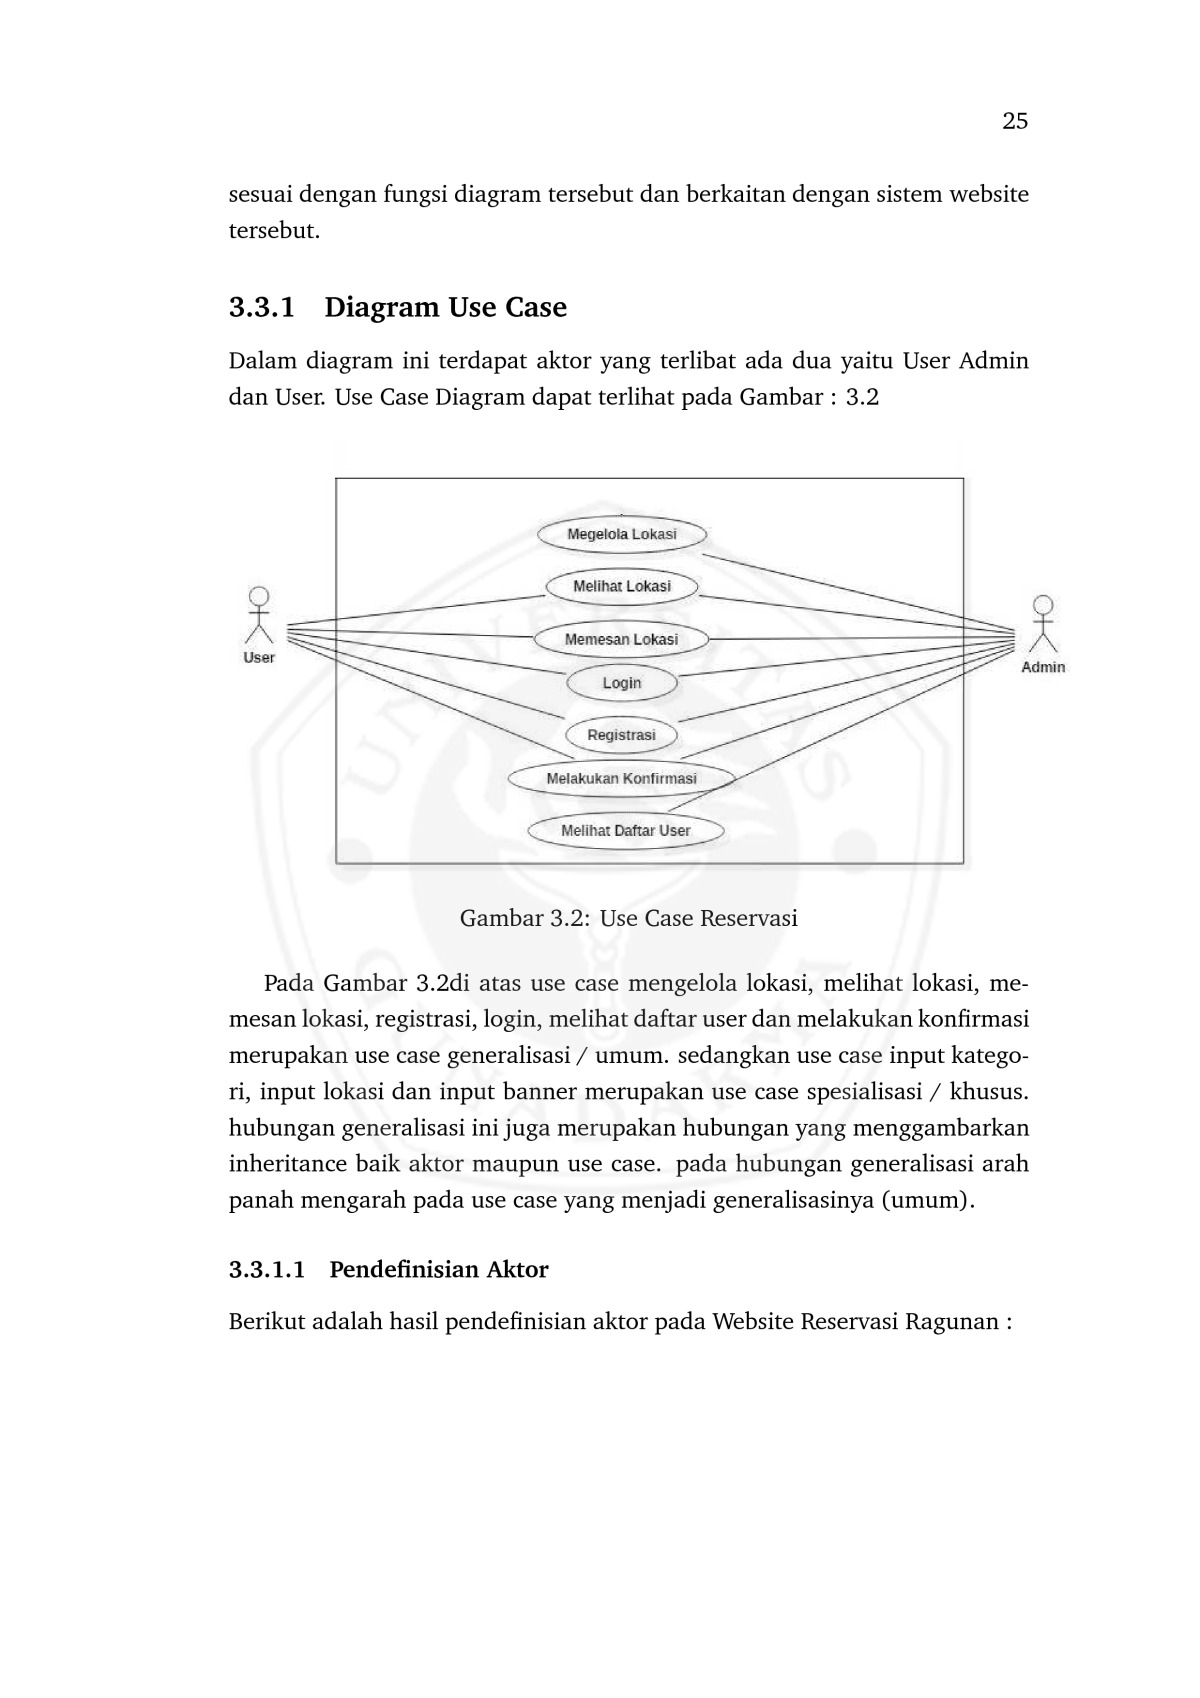 25
sesuai dengan fungsi diagram tersebut dan berkaitan dengan sistem website
tersebut.
3.3.1 Diagram Use Case
Dalam diagram ini terdapat aktor yang terlibat ada dua yaitu User Admin
dan User. Use Case Diagram dapat terlihat pada Gambar : 3.2
Megelola Lokasi
Melihat Lokasi
Memesan Lokasi
Login
Registrasi
Melakukan Konfirmasi
Melihat Daftar User
User
Admin
UNIVERSITAS
GUNADARMA
Gambar 3.2: Use Case Reservasi
Pada Gambar 3.2di atas use case mengelola lokasi, melihat lokasi, me-
mesan lokasi, registrasi, login, melihat daftar user dan melakukan konfirmasi
merupakan use case generalisasi / umum. sedangkan use case input katego-
ri, input lokasi dan input banner merupakan use case spesialisasi / khusus.
hubungan generalisasi ini juga merupakan hubungan yang menggambarkan
inheritance baik aktor maupun use case. pada hubungan generalisasi arah
panah mengarah pada use case yang menjadi generalisasinya (umum).
3.3.1.1 Pendefinisian Aktor
Berikut adalah hasil pendefinisian aktor pada Website Reservasi Ragunan :